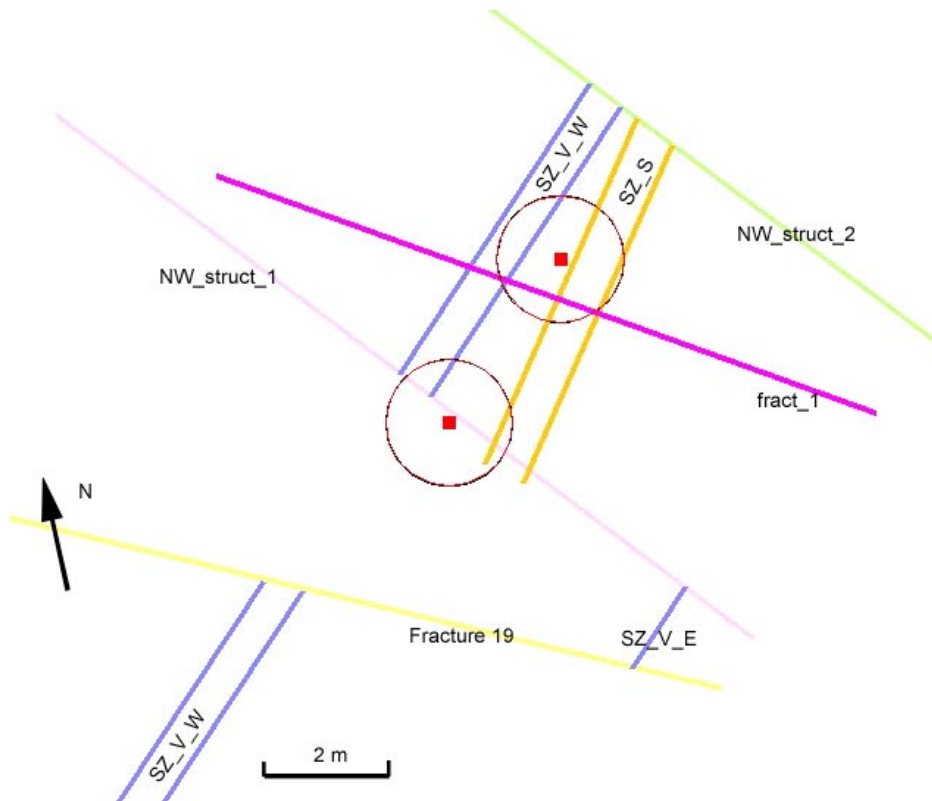 SZ_V_W
SZ_S
NW_struct_2
NW_struct_1
fract_1
N
Fracture 19
SZ_V_E
SZ_V_W
2 m